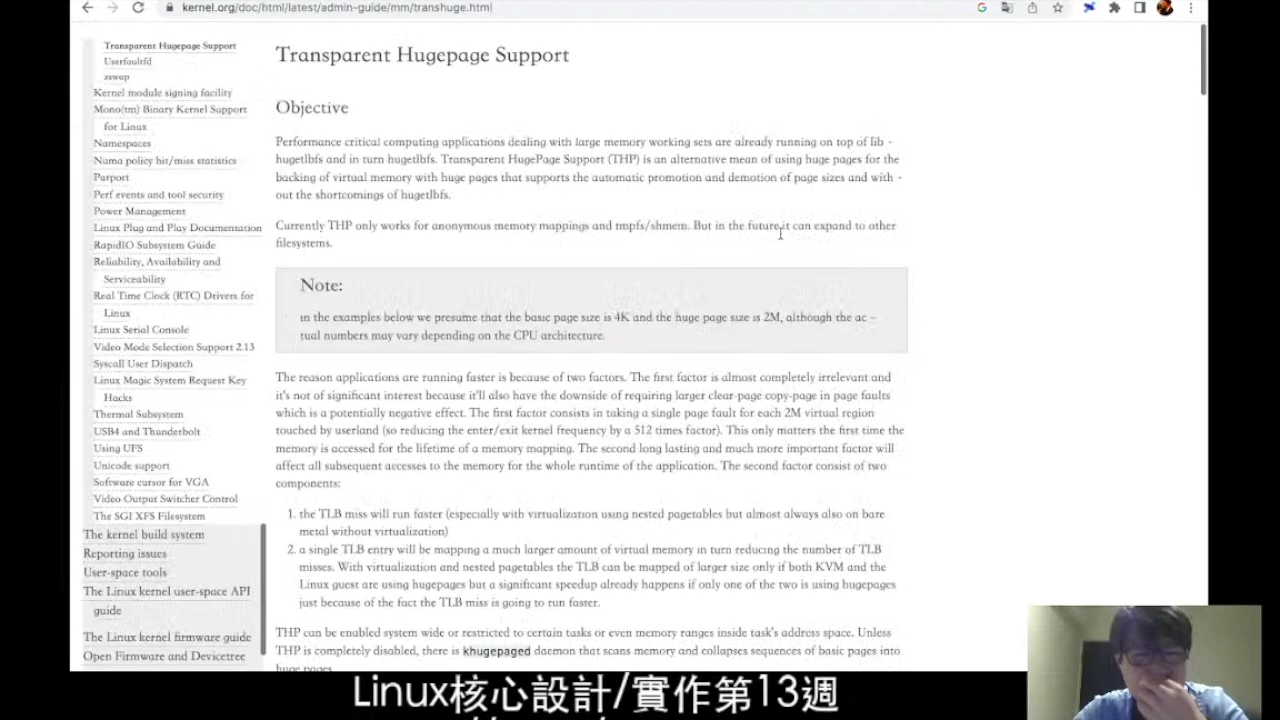 kernel.org/doc/html/latest/admin-guide/mm/transhuge.html
Transparent Hugepage Support
Userfaultfd
zswap
Kernel module signing facility
Mono(tm) Binary Kernel Support
for Linux
Namespaces
Numa policy hit/miss statistics
Parport
Perf events and tool security
Power Management
Linux Plug and Play Documentation
RapidIO Subsystem Guide
Reliability, Availability and
Serviceability
Real Time Clock (RTC) Drivers for
Linux
Linux Serial Console
Video Mode Selection Support 2.13
Syscall User Dispatch
Linux Magic System Request Key
Hacks
Thermal Subsystem
USB4 and Thunderbolt
Using UFS
Unicode support
Software cursor for VGA
Video Output Switcher Control
The SGI XFS Filesystem
The kernel build system
Reporting issues
User-space tools
The Linux kernel user-space API
guide
The Linux kernel firmware guide
Open Firmware and Devicetree
Transparent Hugepage Support
Objective
Performance critical computing applications dealing with large memory working sets are already running on top of lib -
hugetlbfs and in turn hugetlbfs. Transparent HugePage Support (THP) is an alternative mean of using huge pages for the
backing of virtual memory with huge pages that supports the automatic promotion and demotion of page sizes and with -
out the shortcomings of hugetlbfs.
Currently THP only works for anonymous memory mappings and tmpfs/shmem. But in the future it can expand to other
filesystems.
Note:
in the examples below we presume that the basic page size is 4K and the huge page size is 2M, although the ac -
tual numbers may vary depending on the CPU architecture.
The reason applications are running faster is because of two factors. The first factor is almost completely irrelevant and
it's not of significant interest because it'll also have the downside of requiring larger clear-page copy-page in page faults
which is a potentially negative effect. The first factor consists in taking a single page fault for each 2M virtual region
touched by userland (so reducing the enter/exit kernel frequency by a 512 times factor). This only matters the first time the
memory is accessed for the lifetime of a memory mapping. The second long lasting and much more important factor will
affect all subsequent accesses to the memory for the whole runtime of the application. The second factor consist of two
components:
1. the TLB miss will run faster (especially with virtualization using nested pagetables but almost always also on bare
metal without virtualization)
2. a single TLB entry will be mapping a much larger amount of virtual memory in turn reducing the number of TLB
misses. With virtualization and nested pagetables the TLB can be mapped of larger size only if both KVM and the
Linux guest are using hugepages but a significant speedup already happens if only one of the two is using hugepages
just because of the fact the TLB miss is going to run faster.
THP can be enabled system wide or restricted to certain tasks or even memory ranges inside task's address space. Unless
THP is completely disabled, there is khugepaged daemon that scans memory and collapses sequences of basic pages into
huge pages.
Linux核心設計/實作第13週